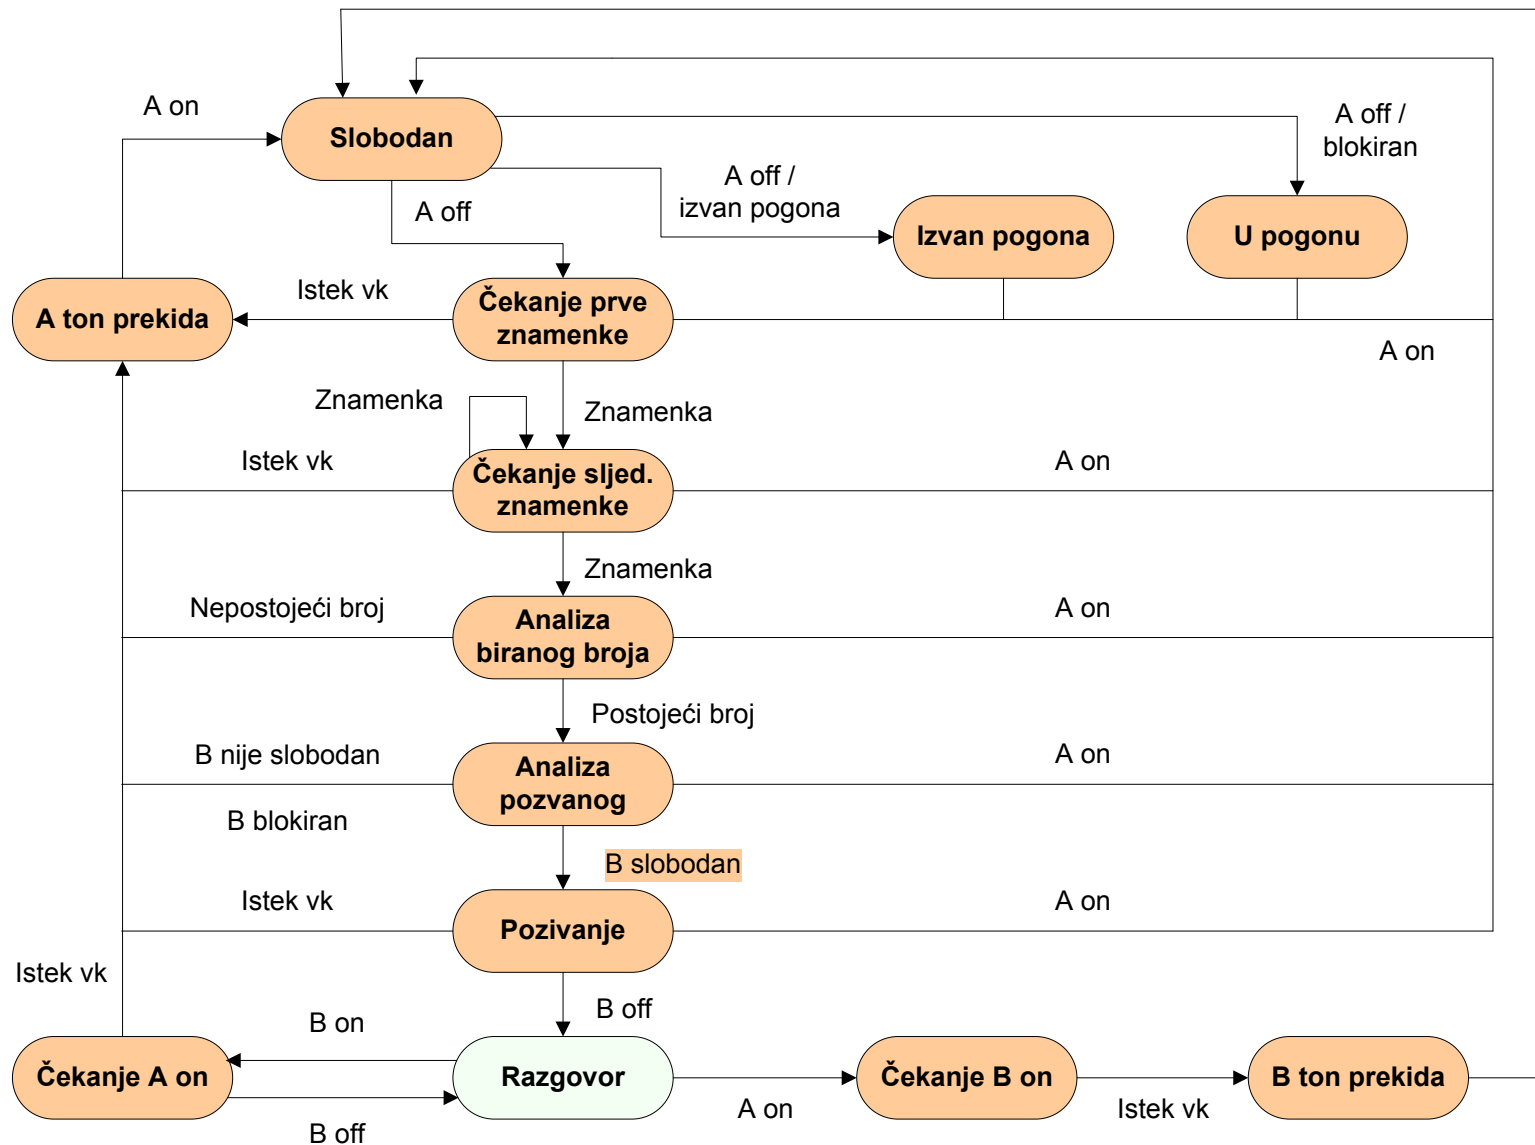 A on
Slobodan
A off /
blokiran
A off /
izvan pogona
A off
Izvan pogona
U pogonu
Istek vk
A ton prekida
Čekanje prve
znamenke
A on
Znamenka
Znamenka
Istek vk
Čekanje sljed.
znamenke
A on
Znamenka
Nepostojeći broj
Analiza
biranog broja
A on
Postojeći broj
B nije slobodan
Analiza
pozvanog
A on
B blokiran
B slobodan
Istek vk
Pozivanje
A on
Istek vk
B off
B on
Čekanje A on
Razgovor
Čekanje B on
B ton prekida
A on
Istek vk
B off